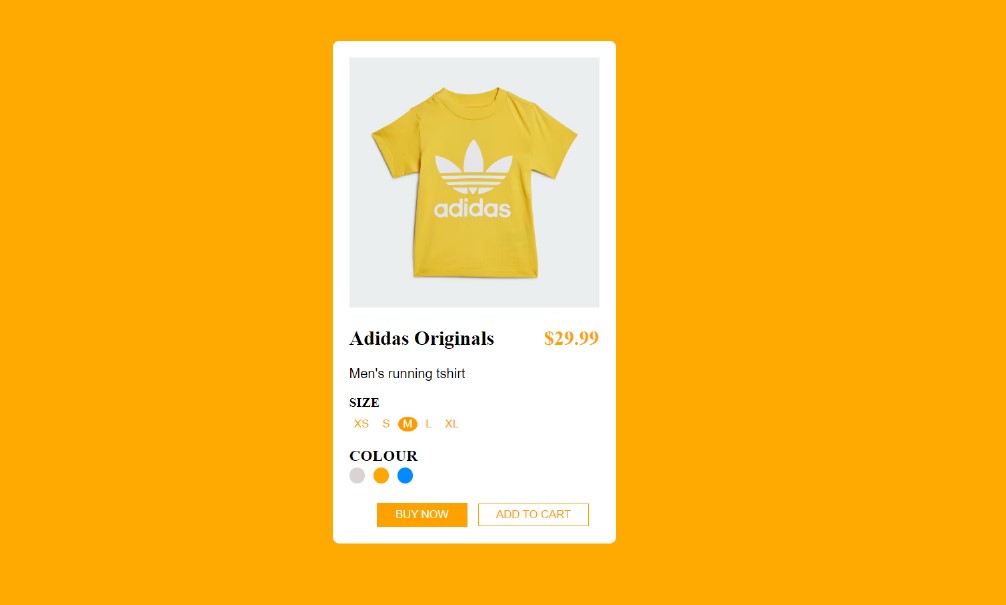 adidas
Adidas Originals $29.99
Men's running tshirt
SIZE
XS S M L XL
COLOUR
BUY NOW ADD TO CART